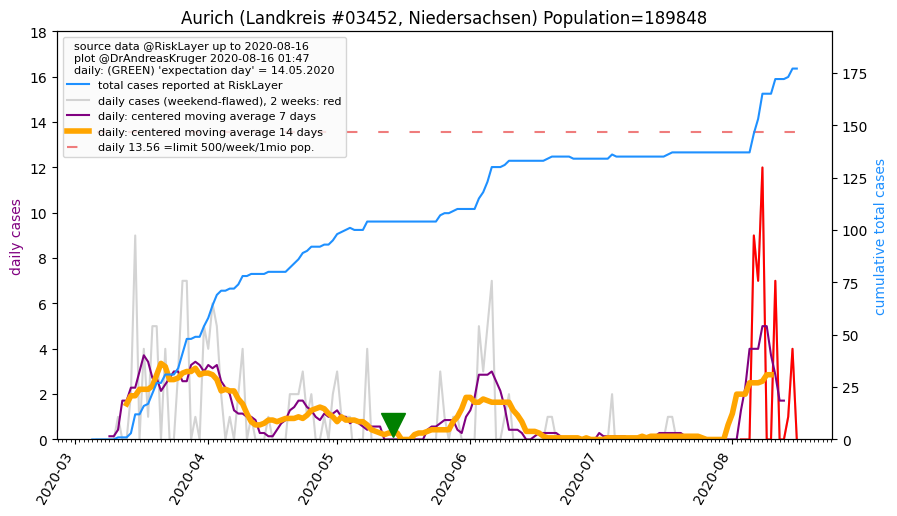 Aurich (Landkreis #03452, Niedersachsen) Population=189848
source data @RiskLayer up to 2020-08-16
plot @DrAndreasKruger 2020-08-16 01:47
daily: (GREEN) 'expectation day' = 14.05.2020
total cases reported at RiskLayer
daily cases (weekend-flawed), 2 weeks: red
daily: centered moving average 7 days
daily: centered moving average 14 days
daily 13.56 =limit 500/week/1mio pop.
daily cases
18
16
14
12
10
8
6
4
2
0
cumulative total cases
175
150
125
100
75
50
25
0
2020-03
2020-04
2020-05
2020-06
2020-07
2020-08